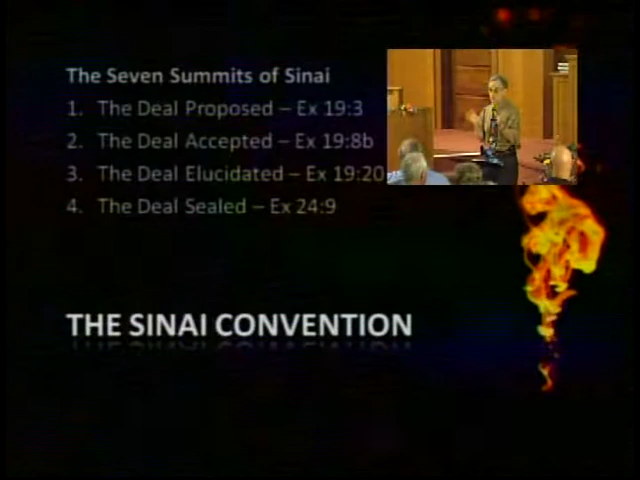 The Seven Summits of Sinai
1. The Deal Proposed – Ex 19:3
2. The Deal Accepted – Ex 19:8b
3. The Deal Elucidated – Ex 19:20
4. The Deal Sealed – Ex 24:9
THE SINAI CONVENTION